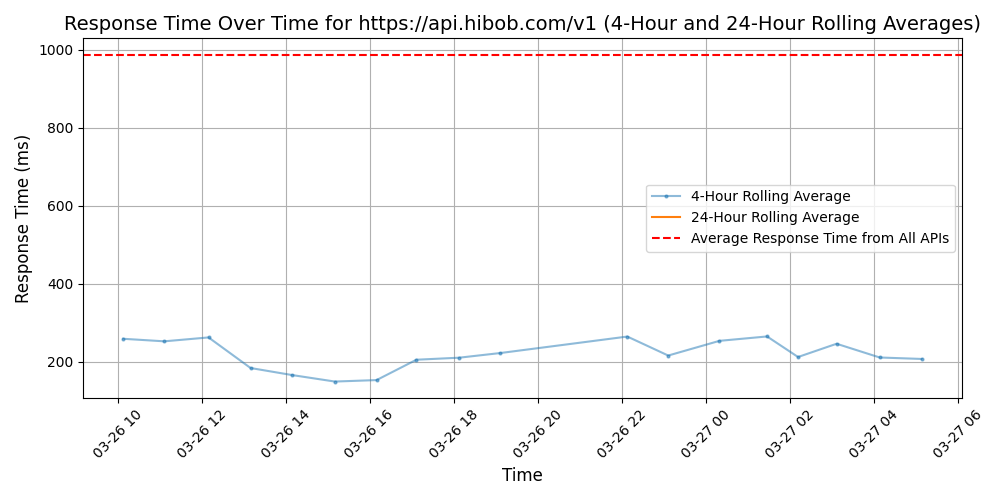 Response Time Over Time for https://api.hibob.com/v1 (4-Hour and 24-Hour Rolling Averages)
Response Time (ms)
1000
800
600
400
200
4-Hour Rolling Average
24-Hour Rolling Average
Average Response Time from All APIs
03-26 10
03-26 12
03-26 14
03-26 16
03-26 18
03-26 20
03-26 22
03-27 00
03-27 02
03-27 04
03-27 06
Time